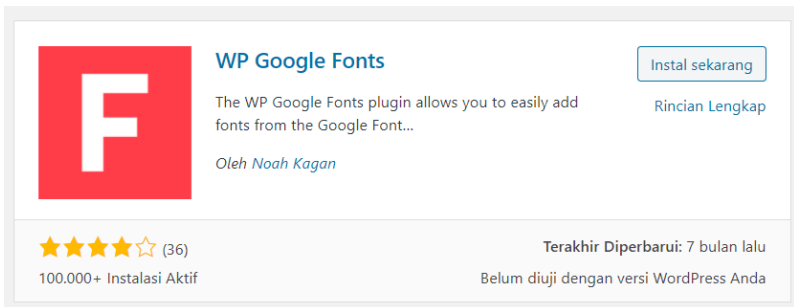 F
WP Google Fonts
Instal sekarang
The WP Google Fonts plugin allows you to easily add
fonts from the Google Font...
Rincian Lengkap
Oleh Noah Kagan
(36)
Terakhir Diperbarui: 7 bulan lalu
100.000+ Instalasi Aktif
Belum diuji dengan versi WordPress Anda